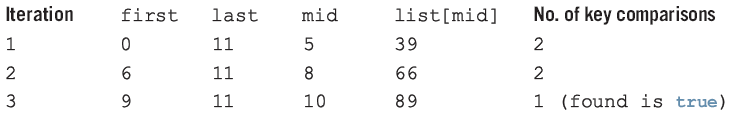 Iteration first last mid list[mid] No. of key comparisons
1 0 11 5 39 2
2 6 11 8 66 2
3 9 11 10 89 1 (found is true)